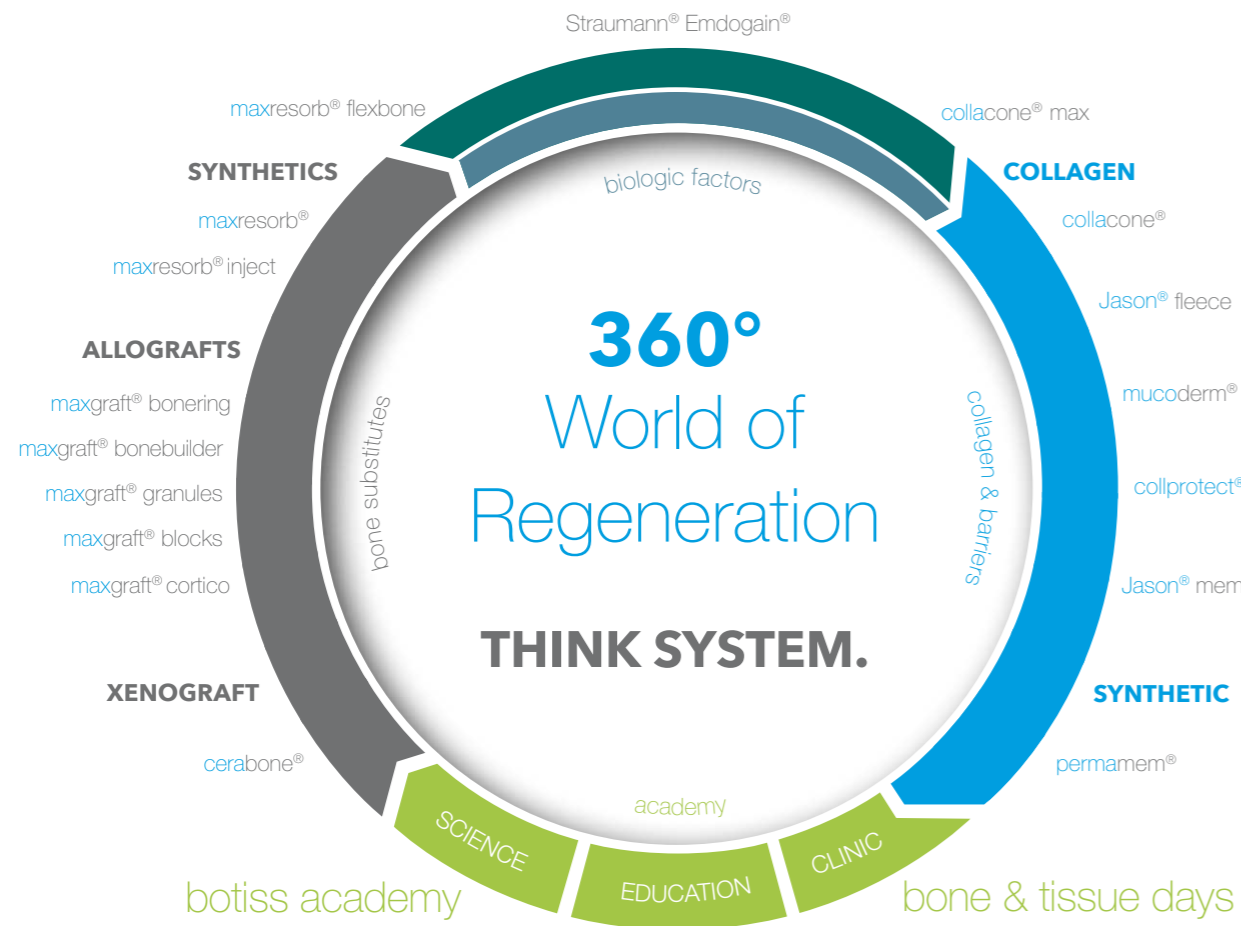 Straumann® Emdogain®
maxresorb® flexbone
collacone® max
SYNTHETICS
maxresorb®
maxresorb® inject
ALLOGRAFTS
maxgraft® bonering
maxgraft® bonebuilder
maxgraft® granules
maxgraft® blocks
maxgraft® cortico
XENOGRAFT
cerabone®
biologic factors
bone substitutes
360°
World of
Regeneration
THINK SYSTEM.
collagen & barriers
academy
COLLAGEN
collacone®
Jason® fleece
mucoderm®
collprotect®
Jason® mem
SYNTHETIC
permamem®
SCIENCE
EDUCATION
CLINIC
botiss academy
bone & tissue days